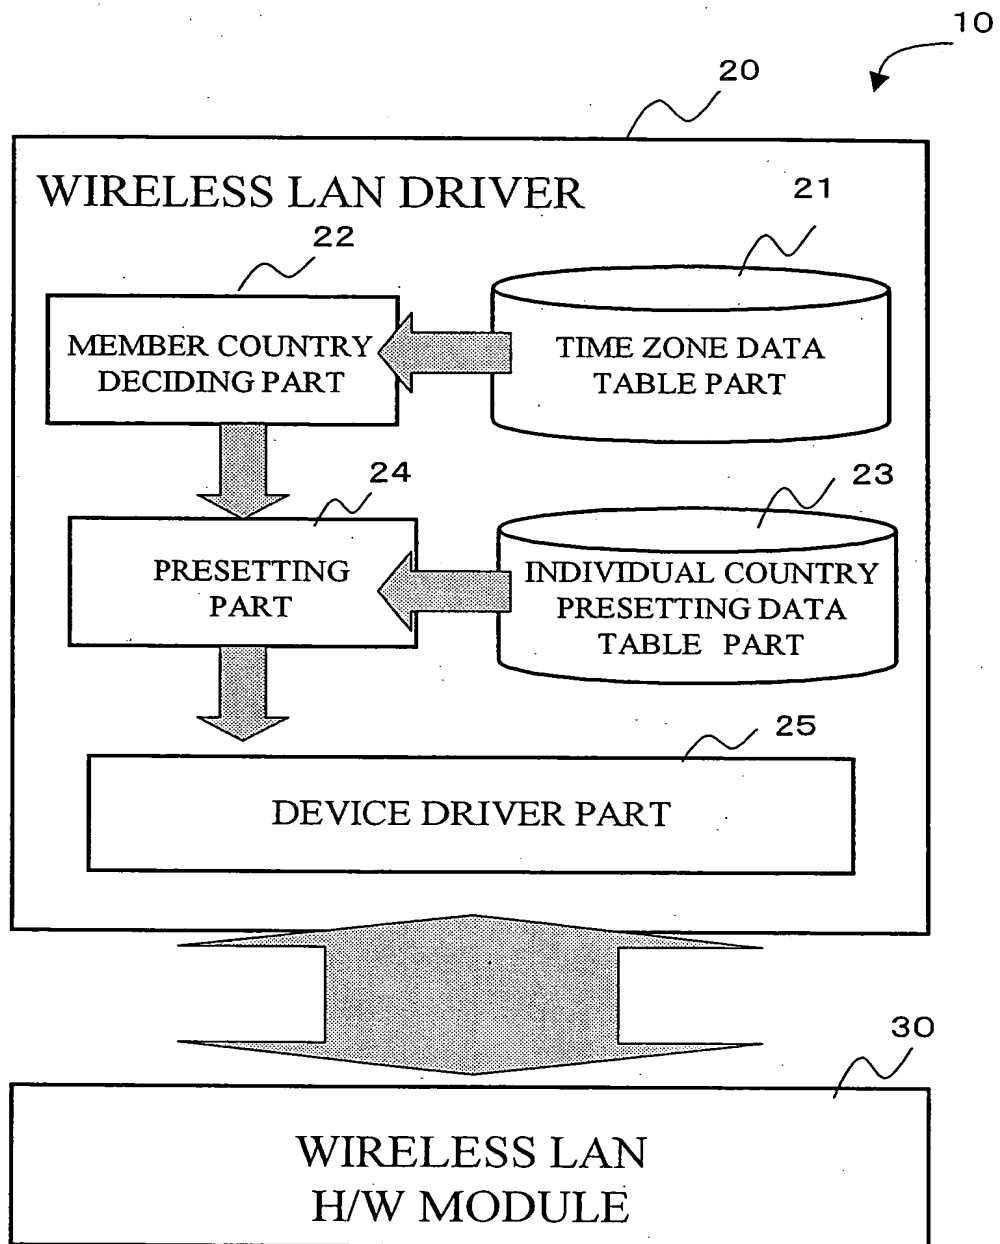 10
20
WIRELESS LAN DRIVER
21
22
MEMBER COUNTRY
DECIDING PART
TIME ZONE DATA
TABLE PART
24
23
PRESETTING
PART
INDIVIDUAL COUNTRY
PRESETTING DATA
TABLE PART
25
DEVICE DRIVER PART
30
WIRELESS LAN
H/W MODULE